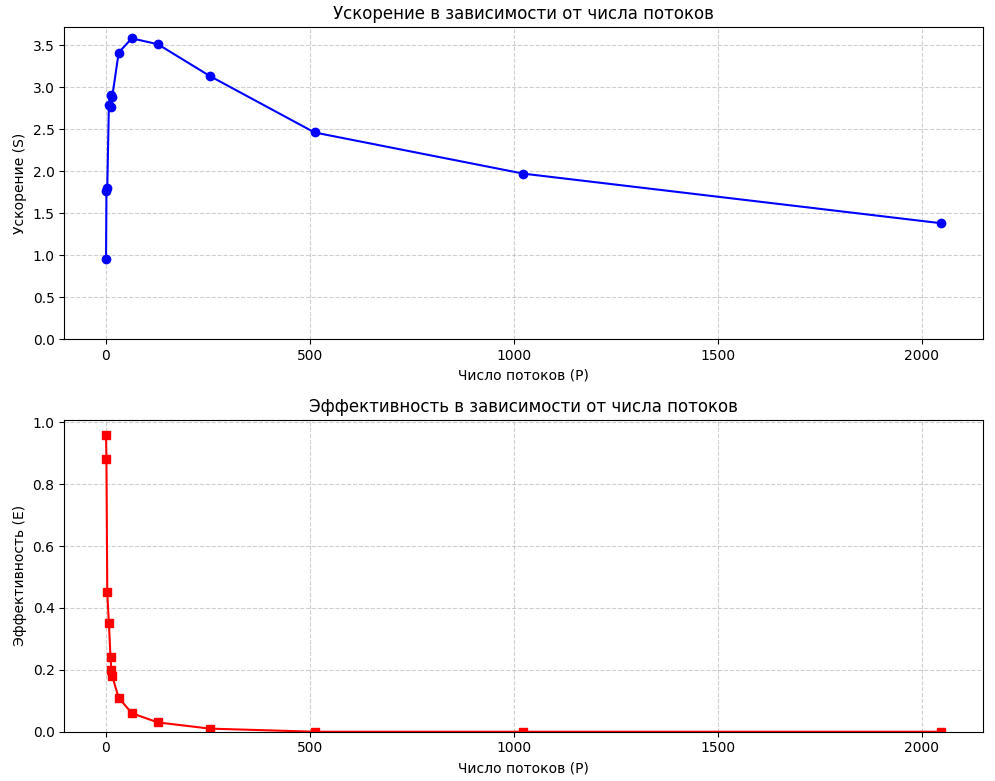 Ускорение в зависимости от числа потоков
Ускорение (S)
3.5
3.0
2.5
2.0
1.5
1.0
0.5
0.0
0 500 1000 1500 2000
Число потоков (P)
Эффективность в зависимости от числа потоков
Эффективность (E)
1.0
0.8
0.6
0.4
0.2
0.0
0 500 1000 1500 2000
Число потоков (P)